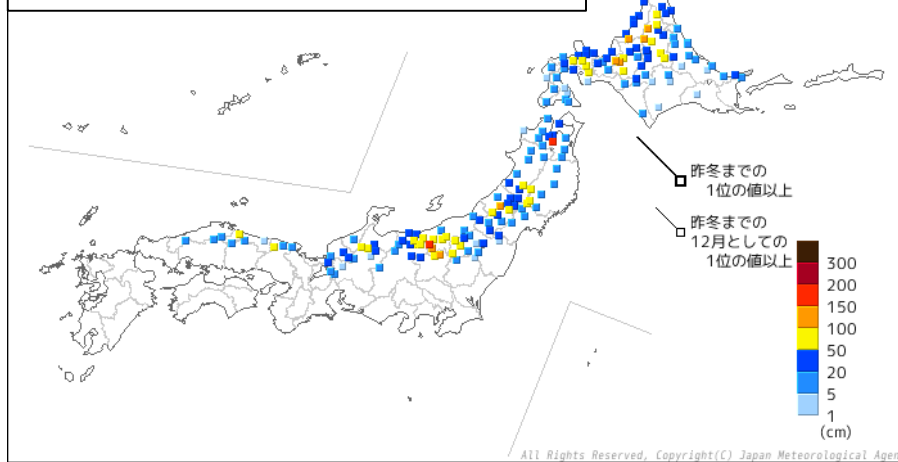 昨冬までの
1位の値以上
昨冬までの
12月としての
1位の値以上
300
200
150
100
50
20
5
1
(cm)
All Rights Reserved, Copyright(C) Japan Meteorological Agen